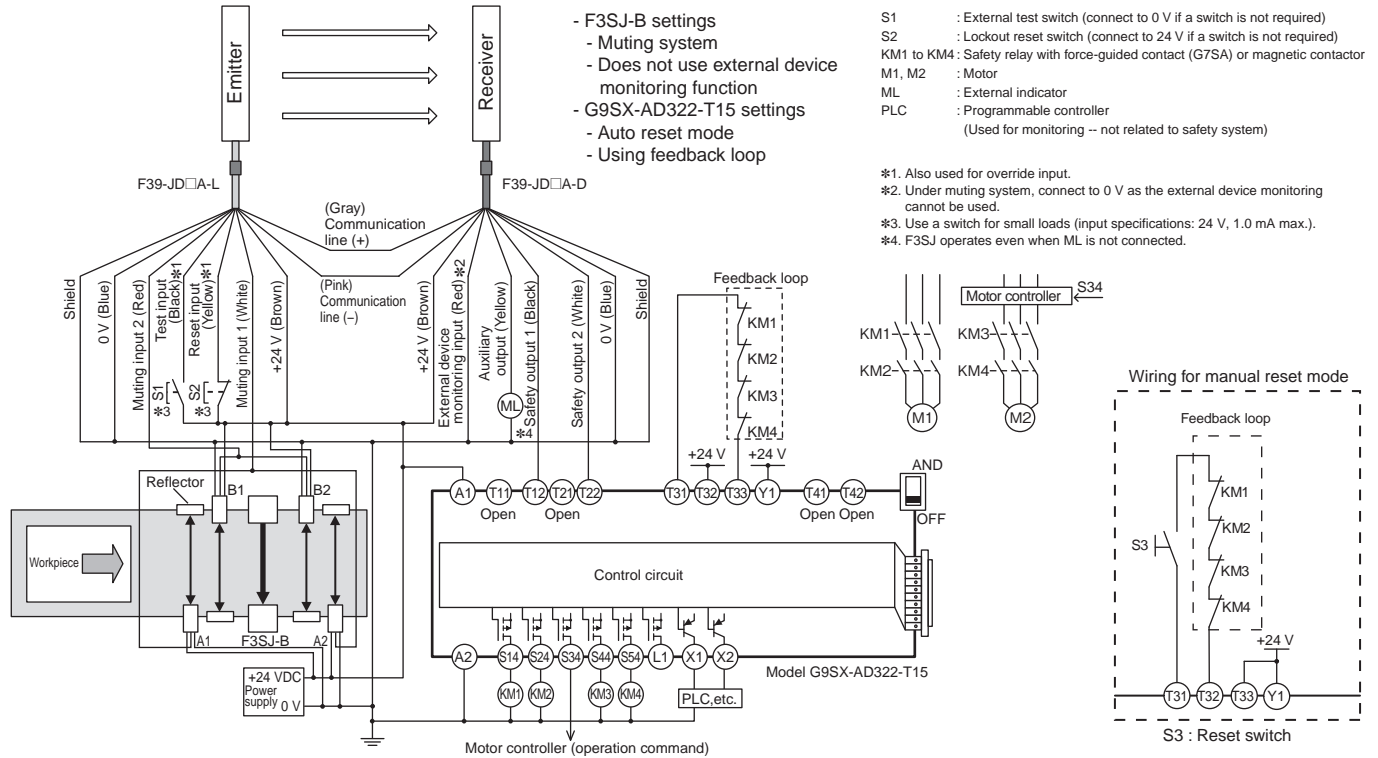 Emitter
Receiver
- F3SJ-B settings
- Muting system
- Does not use external device
monitoring function
- G9SX-AD322-T15 settings
- Auto reset mode
- Using feedback loop
S1 : External test switch (connect to 0 V if a switch is not required)
S2 : Lockout reset switch (connect to 24 V if a switch is not required)
KM1 to KM4 : Safety relay with force-guided contact (G7SA) or magnetic contactor
M1, M2 : Motor
ML : External indicator
PLC : Programmable controller
(Used for monitoring -- not related to safety system)
✻1. Also used for override input.
✻2. Under muting system, connect to 0 V as the external device monitoring
cannot be used.
✻3. Use a switch for small loads (input specifications: 24 V, 1.0 mA max.).
✻4. F3SJ operates even when ML is not connected.
F39-JD□A-L
F39-JD□A-D
(Gray)
Communication
line (+)
(Pink)
Communication
line (–)
Shield
0 V (Blue)
Muting input 2 (Red)
Test input
(Black)✻1
Reset input
(Yellow)✻1
Muting input 1 (White)
+24 V (Brown)
S1
✻3
S2
✻3
+24 V (Brown)
External device
monitoring input (Red)✻2
Auxiliary
output (Yellow)
ML
✻4
Safety output 1 (Black)
Safety output 2 (White)
0 V (Blue)
Shield
Feedback loop
KM1
KM2
KM3
KM4
Motor controller
S34
KM1
KM2
KM3
KM4
M1
M2
Wiring for manual reset mode
Feedback loop
KM1
KM2
KM3
KM4
S3
+24 V
T31 T32 T33 Y1
S3 : Reset switch
+24 V +24 V
AND
OFF
A1 T11 T12 T21 T22 T31 T32 T33 Y1 T41 T42
Open Open Open Open
Reflector
B1
B2
Workpiece
A1
F3SJ-B
A2
+24 VDC
Power
supply
0 V
Control circuit
A2 S14 S24 S34 S44 S54 L1 X1 X2
Model G9SX-AD322-T15
KM1 KM2 KM3 KM4
PLC,etc.
Motor controller (operation command)